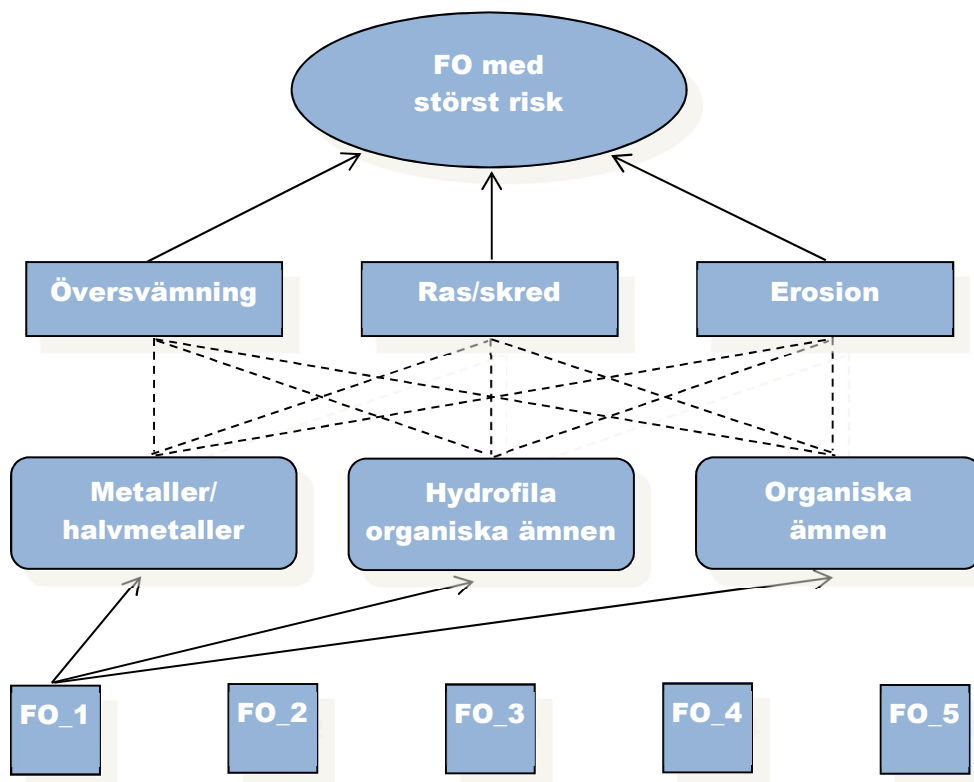 FO med
störst risk
Översvämning
Ras/skred
Erosion
Metaller/
halvmetaller
Hydrofila
organiska ämnen
Organiska
ämnen
FO_1
FO_2
FO_3
FO_4
FO_5